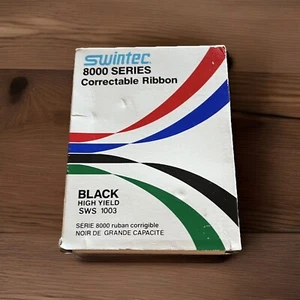 Swintec
8000 SERIES
Correctable Ribbon
BLACK
HIGH YIELD
SWS 1003
SERIE 8000 ruban corrigible
NOIR DE GRANDE CAPACITE